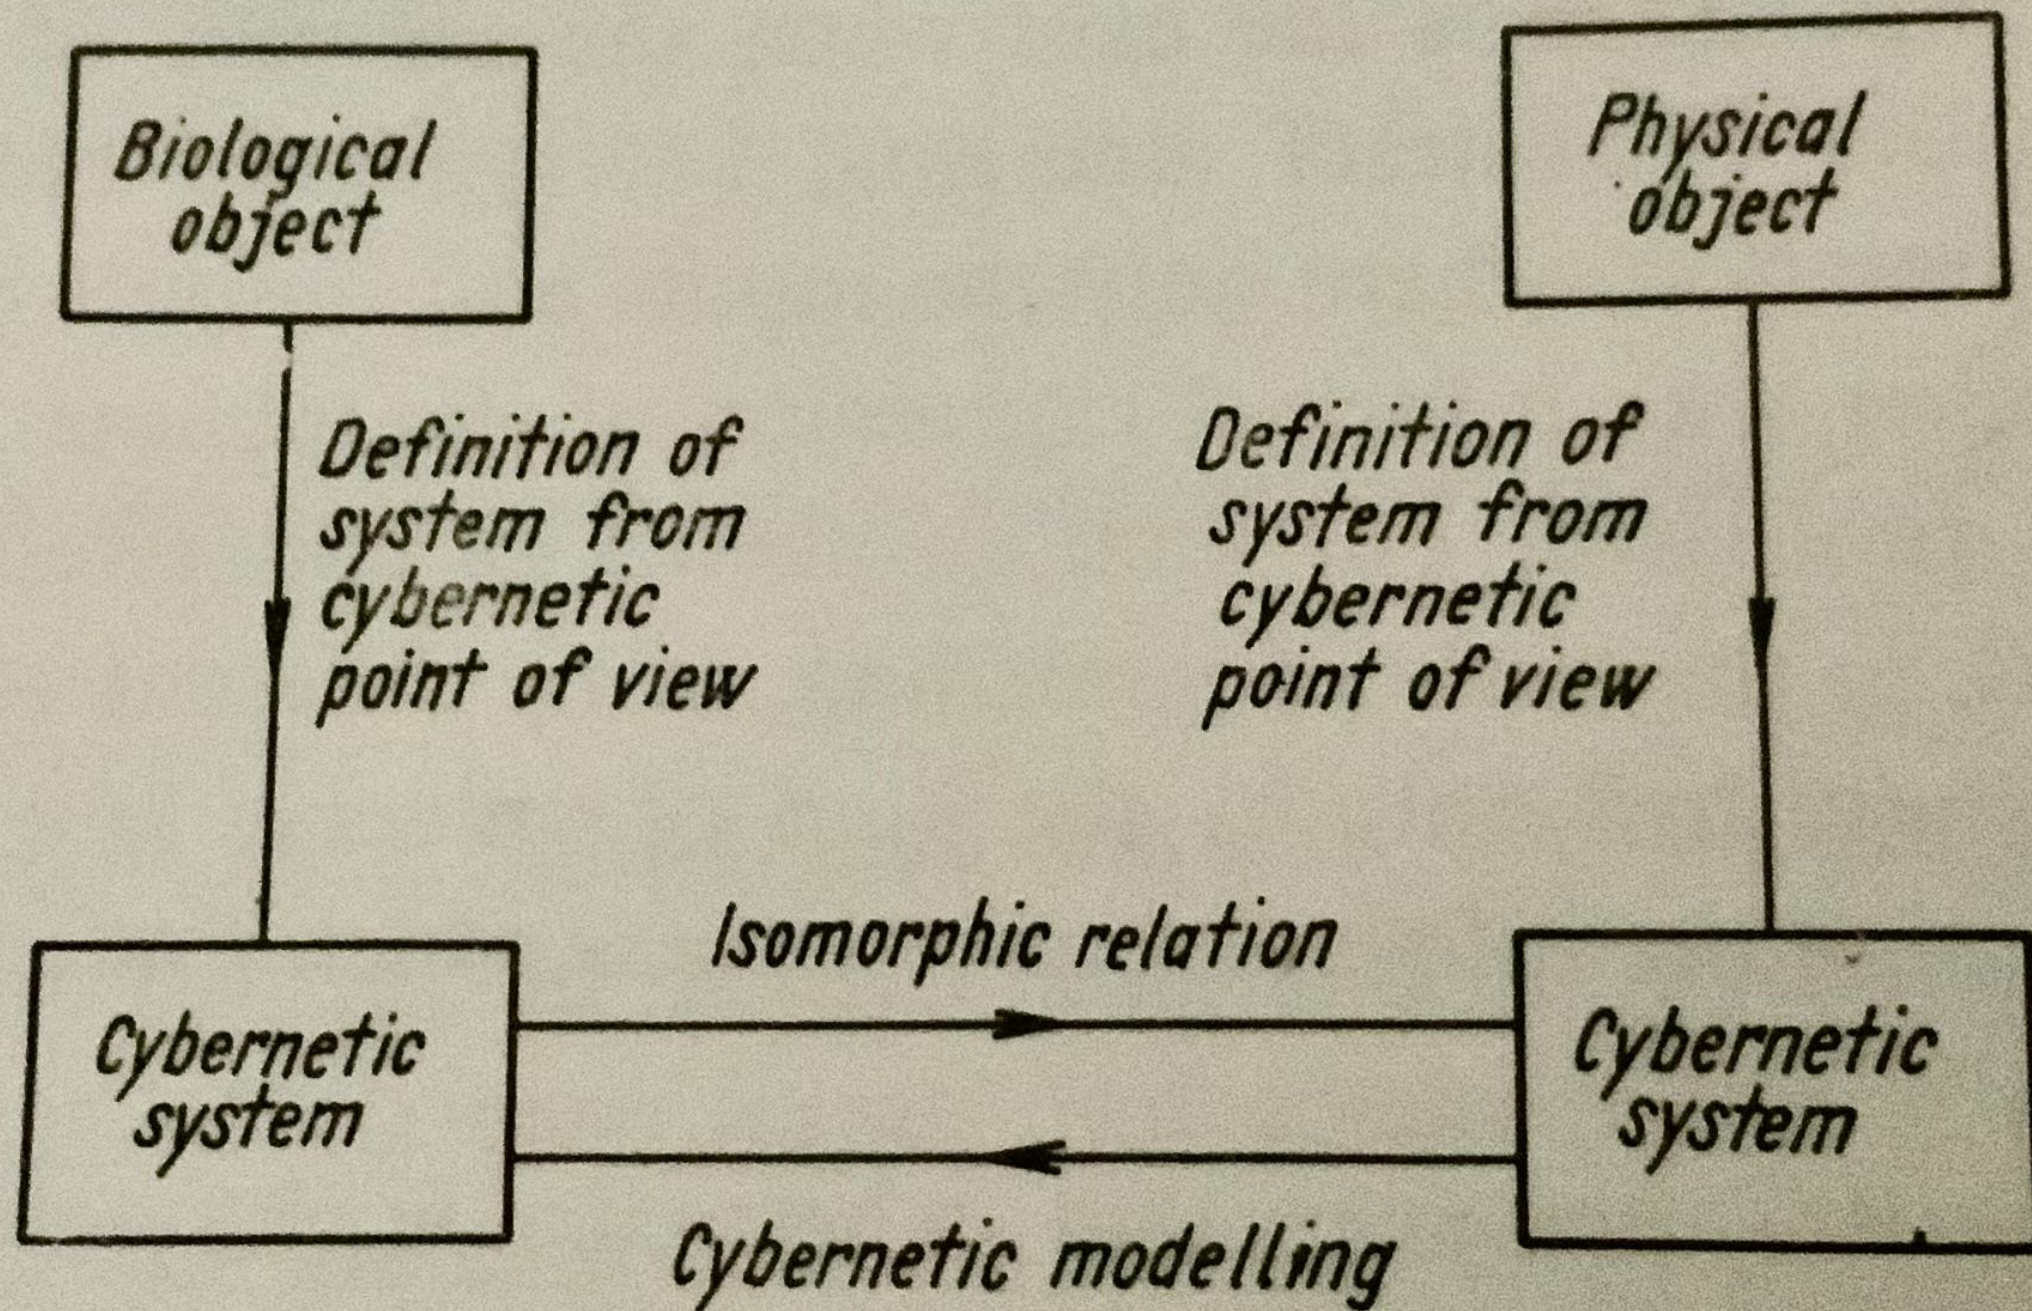 Biological
object
Physical
object
Definition of
system from
cybernetic
point of view
Definition of
system from
cybernetic
point of view
Isomorphic relation
Cybernetic
system
Cybernetic
system
Cybernetic modelling